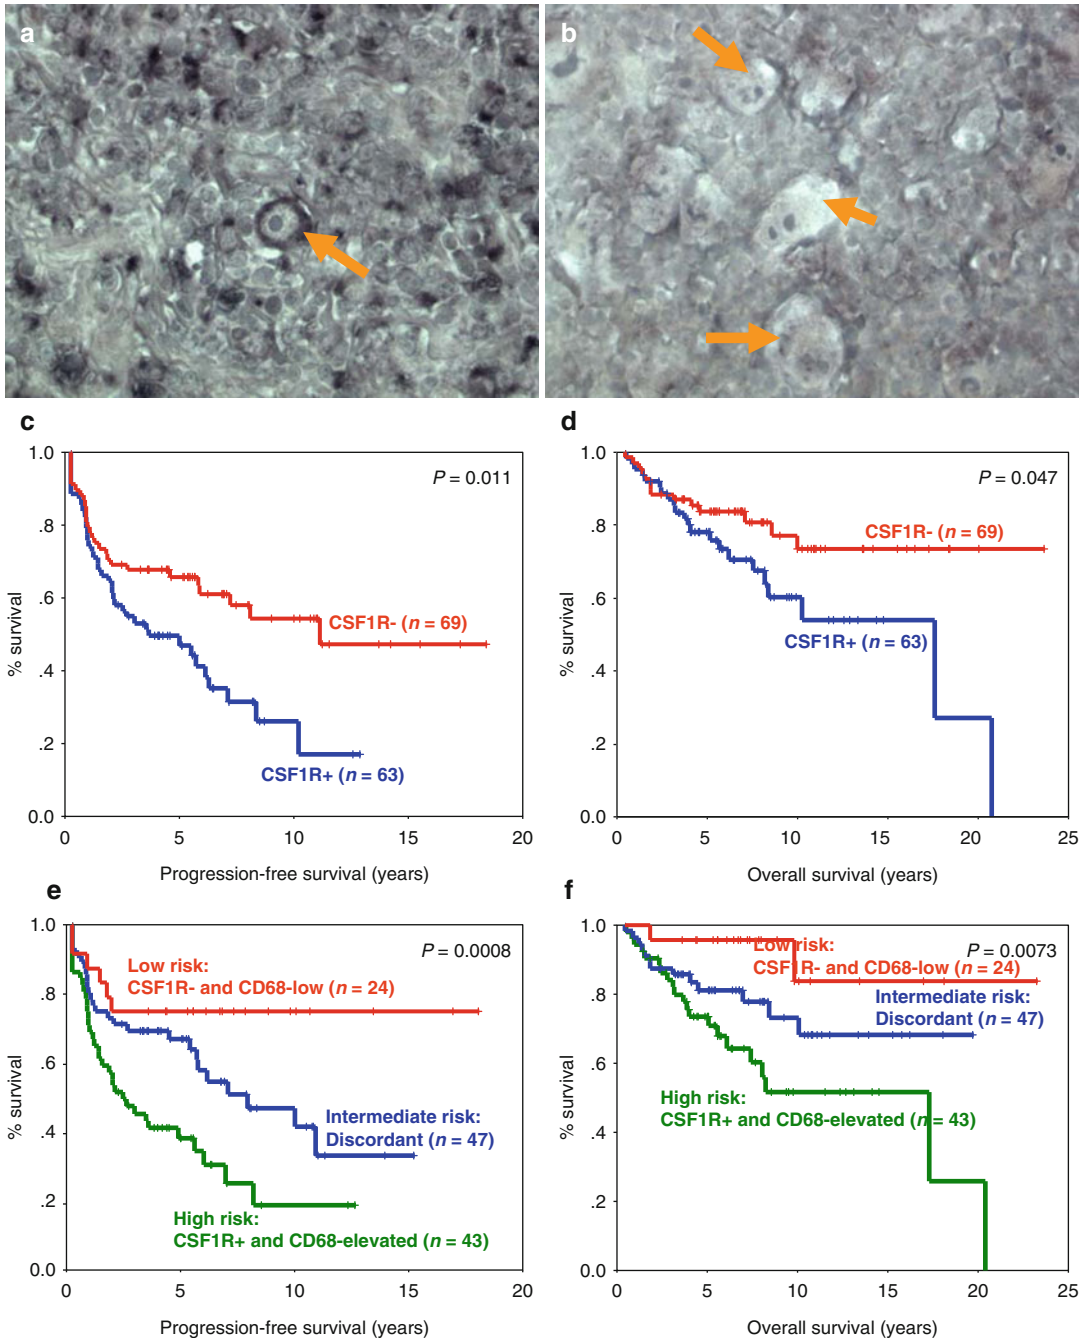 a
b
c
1.0
.8
.6
.4
.2
0.0
% survival
P = 0.011
CSF1R- (n = 69)
CSF1R+ (n = 63)
0 5 10 15 20
Progression-free survival (years)
d
1.0
.8
.6
.4
.2
0.0
% survival
P = 0.047
CSF1R- (n = 69)
CSF1R+ (n = 63)
0 5 10 15 20 25
Overall survival (years)
e
1.0
.8
.6
.4
.2
0.0
% survival
P = 0.0008
Low risk:
CSF1R- and CD68-low (n = 24)
Intermediate risk:
Discordant (n = 47)
High risk:
CSF1R+ and CD68-elevated (n = 43)
0 5 10 15 20
Progression-free survival (years)
f
1.0
.8
.6
.4
.2
0.0
% survival
P = 0.0073
Low risk:
CSF1R- and CD68-low (n = 24)
Intermediate risk:
Discordant (n = 47)
High risk:
CSF1R+ and CD68-elevated (n = 43)
0 5 10 15 20 25
Overall survival (years)